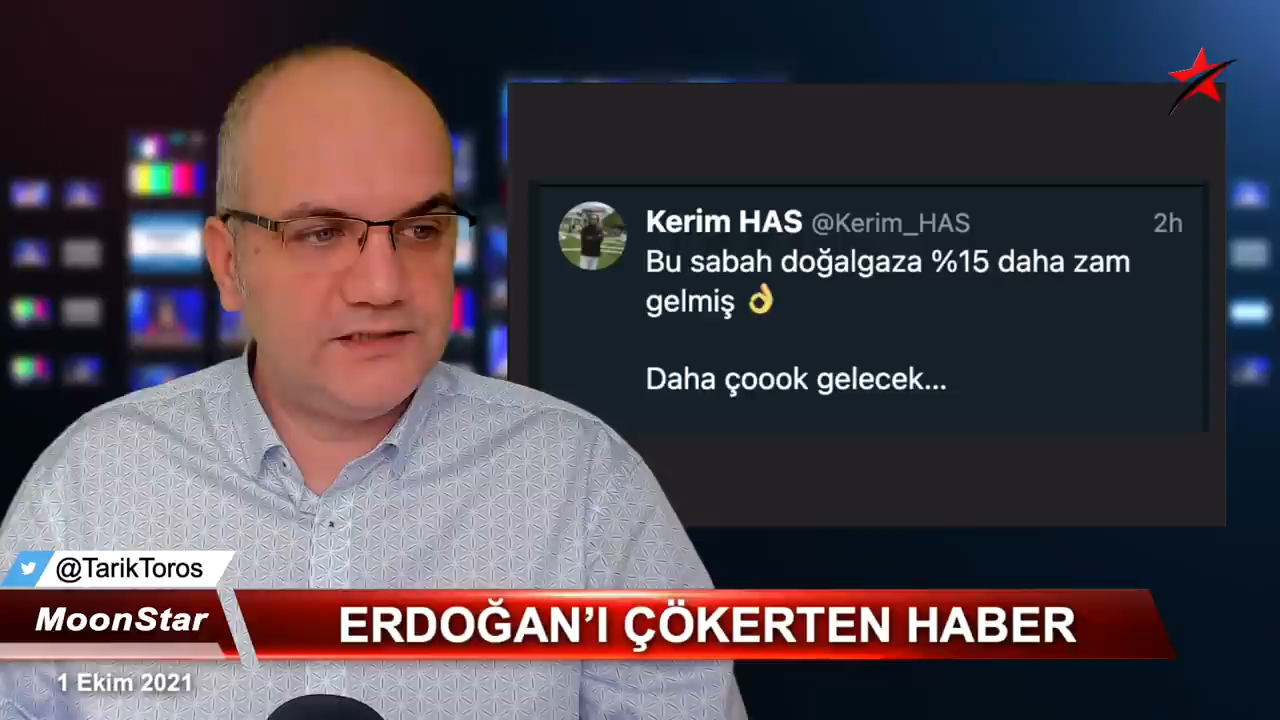 Kerim HAS @Kerim_HAS 2h
Bu sabah doğalgaza %15 daha zam
gelmiş 👌
Daha çoook gelecek...
@TarikToros
MoonStar
ERDOĞAN'I ÇÖKERTEN HABER
1 Ekim 2021